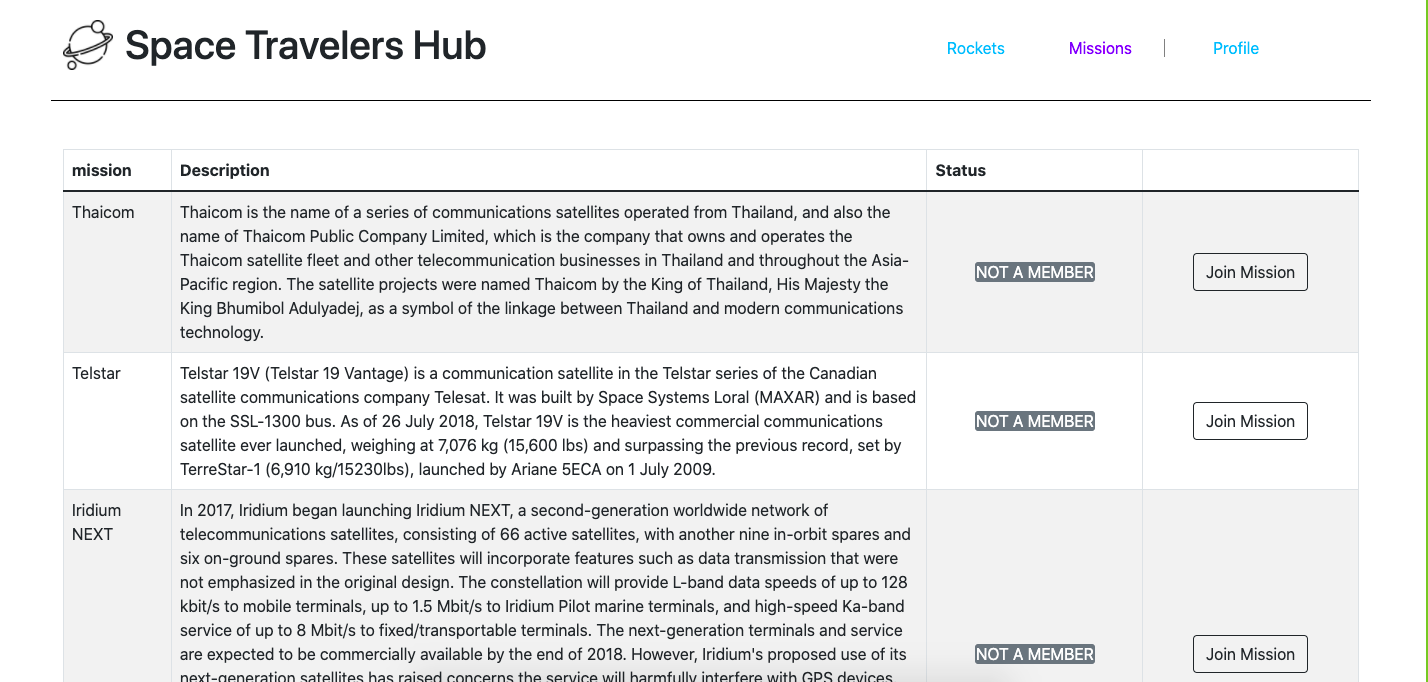 Space Travelers Hub
Rockets
Missions
Profile
mission
Description
Status
Thaicom
Thaicom is the name of a series of communications satellites operated from Thailand, and also the
name of Thaicom Public Company Limited, which is the company that owns and operates the
Thaicom satellite fleet and other telecommunication businesses in Thailand and throughout the Asia-
Pacific region. The satellite projects were named Thaicom by the King of Thailand, His Majesty the
King Bhumibol Adulyadej, as a symbol of the linkage between Thailand and modern communications
technology.
NOT A MEMBER
Join Mission
Telstar
Telstar 19V (Telstar 19 Vantage) is a communication satellite in the Telstar series of the Canadian
satellite communications company Telesat. It was built by Space Systems Loral (MAXAR) and is based
on the SSL-1300 bus. As of 26 July 2018, Telstar 19V is the heaviest commercial communications
satellite ever launched, weighing at 7,076 kg (15,600 lbs) and surpassing the previous record, set by
TerreStar-1 (6,910 kg/15230lbs), launched by Ariane 5ECA on 1 July 2009.
NOT A MEMBER
Join Mission
Iridium
NEXT
In 2017, Iridium began launching Iridium NEXT, a second-generation worldwide network of
telecommunications satellites, consisting of 66 active satellites, with another nine in-orbit spares and
six on-ground spares. These satellites will incorporate features such as data transmission that were
not emphasized in the original design. The constellation will provide L-band data speeds of up to 128
kbit/s to mobile terminals, up to 1.5 Mbit/s to Iridium Pilot marine terminals, and high-speed Ka-band
service of up to 8 Mbit/s to fixed/transportable terminals. The next-generation terminals and service
are expected to be commercially available by the end of 2018. However, Iridium's proposed use of its
next-generation satellites has raised concerns the service will harmfully interfere with GPS devices.
NOT A MEMBER
Join Mission